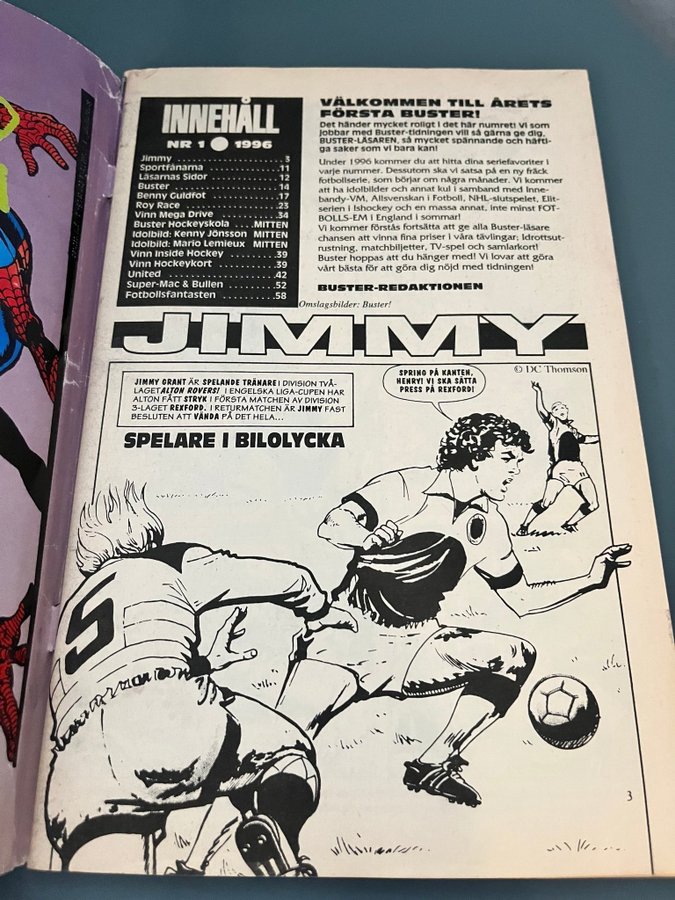 INNEHÅLL
NR 1 1996
Jimmy 3
Sportfånarna 11
Läsarnas Sidor 12
Buster 14
Benny Guldfot 17
Roy Race 23
Vinn Mega Drive 34
Buster Hockeyskola MITTEN
Idolbild: Kenny Jönsson MITTEN
Idolbild: Mario Lemieux MITTEN
Vinn Inside Hockey 39
Vinn Hockeykort 39
United 42
Super-Mac & Bullen 52
Fotbollsfantasten 58
VÄLKOMMEN TILL ÅRETS
FÖRSTA BUSTER!
Det händer mycket roligt i det här numret! Vi som
jobbar med Buster-tidningen vill så gärna ge dig,
BUSTER-LÄSAREN, så mycket spännande och häfti-
ga saker som vi bara kan!
Under 1996 kommer du att hitta dina seriefavoriter i
varje nummer. Dessutom ska vi satsa på en ny fräck
fotbollserie, som börjar om några månader. Vi kommer
att ha idolbilder och annat kul i samband med Inne-
bandy-VM, Allsvenskan i Fotboll, NHL-slutspelet, Elit-
serien i Ishockey och en massa annat, inte minst FOT-
BOLLS-EM i England i sommar!
Vi kommer förstås fortsätta att ge alla Buster-läsare
chansen att vinna fina priser i våra tävlingar; Idrottsut-
rustning, matchbiljetter, TV-spel och samlarkort!
Buster hoppas att du hänger med! Vi lovar att göra
vårt bästa för att göra dig nöjd med tidningen!
BUSTER-REDAKTIONEN
Omslagsbilder: Buster!
JIMMY
© DC Thomson
JIMMY GRANT ÄR SPELANDE TRÄNARE I DIVISION TVÅ-
LAGET ALTON ROVERS! I ENGELSKA LIGA-CUPEN HAR
ALTON FÅTT STRYK I FÖRSTA MATCHEN AV DIVISION
3-LAGET REXFORD. I RETURMATCHEN ÄR JIMMY FAST
BESLUTEN ATT VÄNDA PÅ DET HELA...
SPRING PÅ KANTEN,
HENRY! VI SKA SÄTTA
PRESS PÅ REXFORD!
SPELARE I BILOLYCKA
5
3